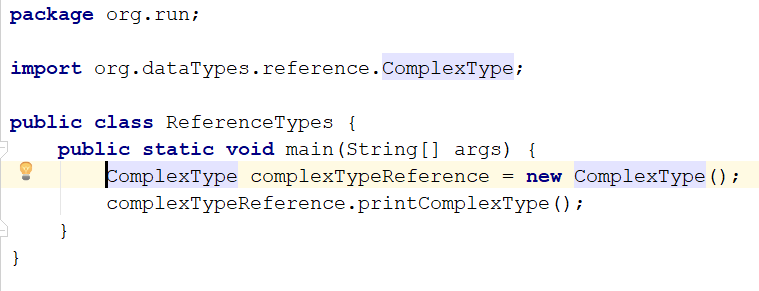 package org.run;
import org.dataTypes.reference.ComplexType;
public class ReferenceTypes {
public static void main(String[] args) {
ComplexType complexTypeReference = new ComplexType();
complexTypeReference.printComplexType();
}
}